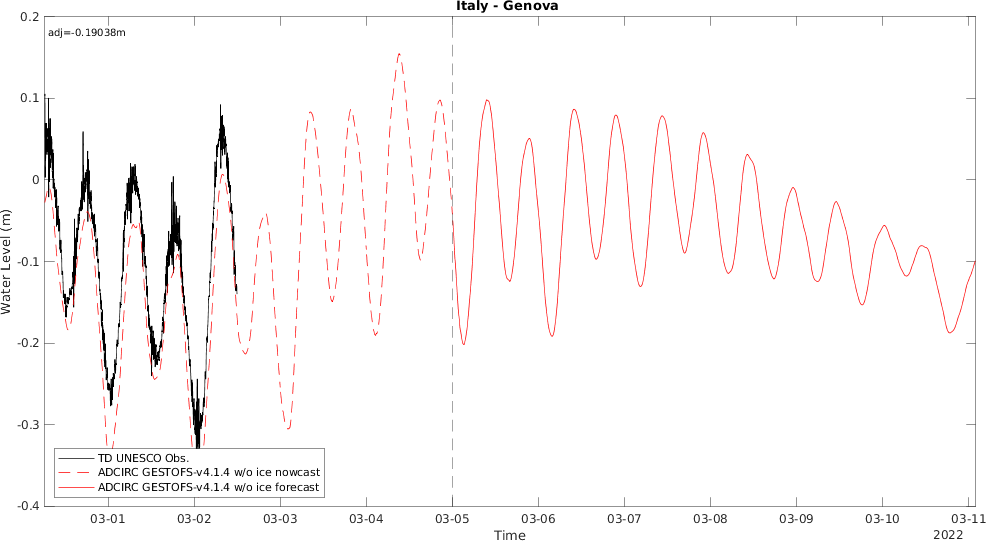 Italy - Genova
adj=-0.19038m
0.2
0.1
0
-0.1
-0.2
-0.3
-0.4
Water Level (m)
TD UNESCO Obs.
ADCIRC GESTOFS-v4.1.4 w/o ice nowcast
ADCIRC GESTOFS-v4.1.4 w/o ice forecast
03-01 03-02 03-03 03-04 03-05 03-06 03-07 03-08 03-09 03-10 03-11
Time
2022